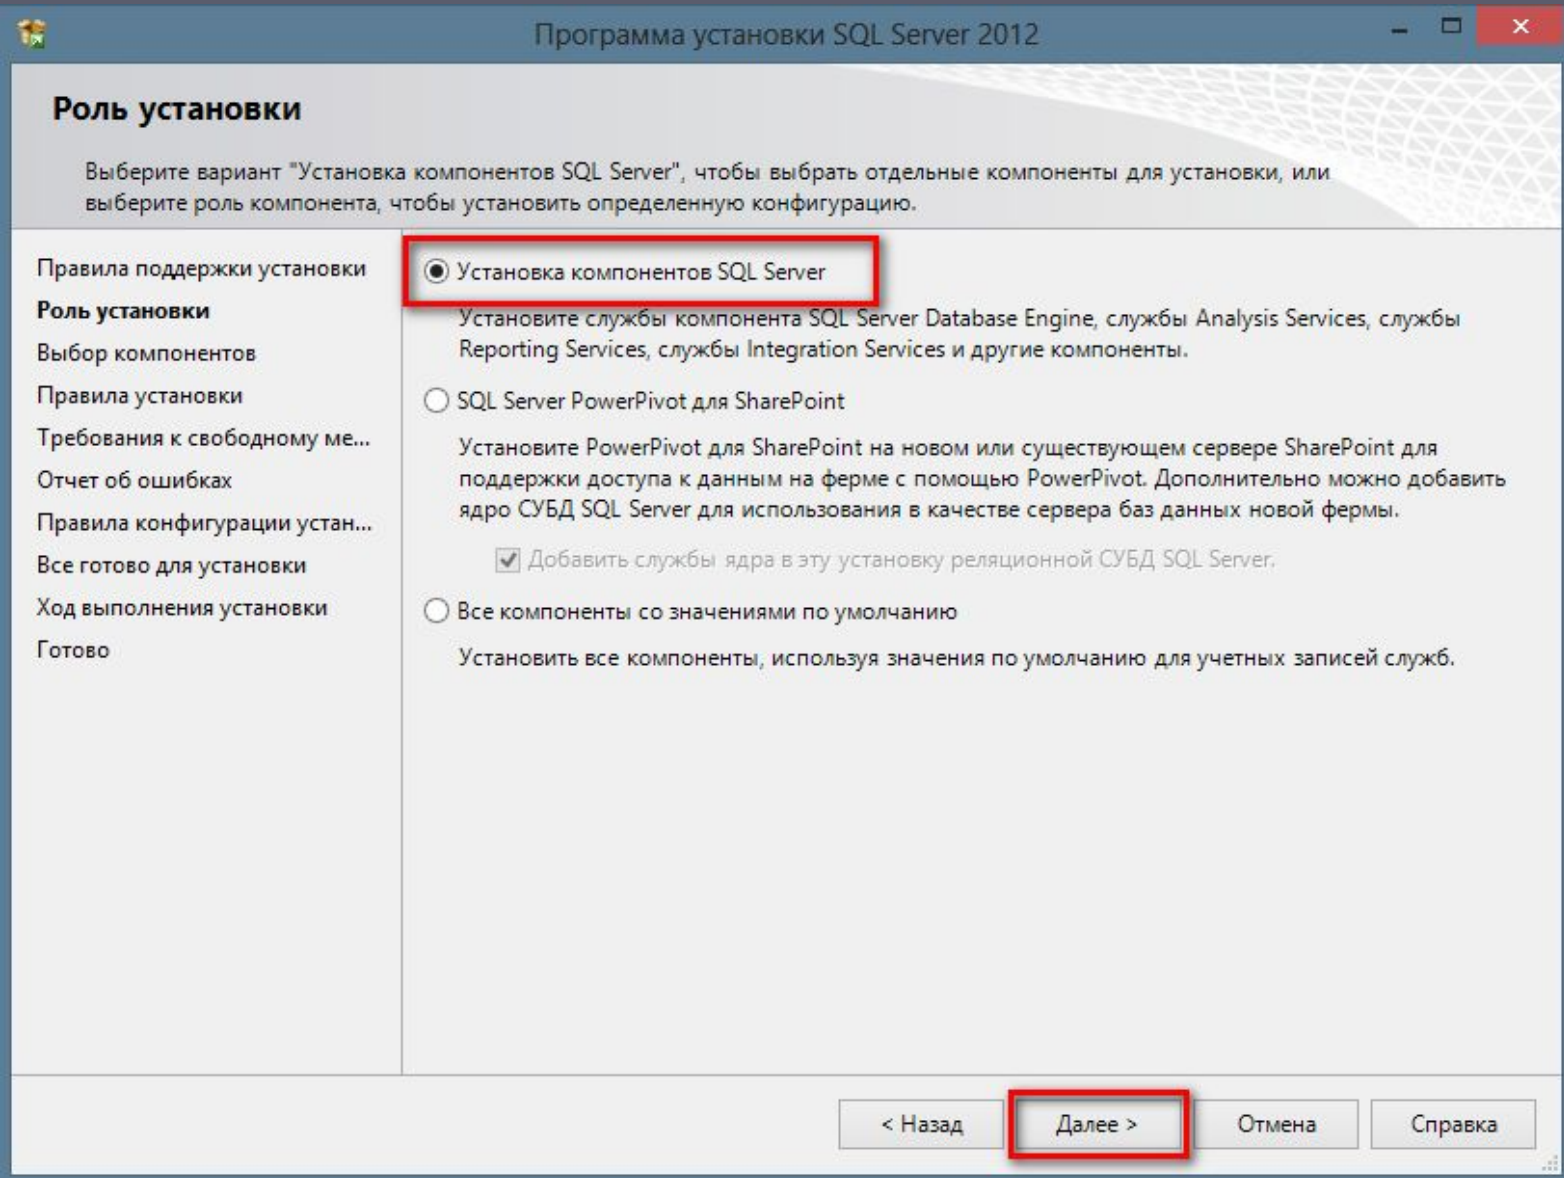 Программа установки SQL Server 2012
Роль установки
Выберите вариант "Установка компонентов SQL Server", чтобы выбрать отдельные компоненты для установки, или
выберите роль компонента, чтобы установить определенную конфигурацию.
Правила поддержки установки
Роль установки
Выбор компонентов
Правила установки
Требования к свободному ме...
Отчет об ошибках
Правила конфигурации устан...
Все готово для установки
Ход выполнения установки
Готово
Установка компонентов SQL Server
Установите службы компонента SQL Server Database Engine, службы Analysis Services, службы
Reporting Services, службы Integration Services и другие компоненты.
SQL Server PowerPivot для SharePoint
Установите PowerPivot для SharePoint на новом или существующем сервере SharePoint для
поддержки доступа к данным на ферме с помощью PowerPivot. Дополнительно можно добавить
ядро СУБД SQL Server для использования в качестве сервера баз данных новой фермы.
Добавить службы ядра в эту установку реляционной СУБД SQL Server.
Все компоненты со значениями по умолчанию
Установить все компоненты, используя значения по умолчанию для учетных записей служб.
< Назад
Далее >
Отмена
Справка